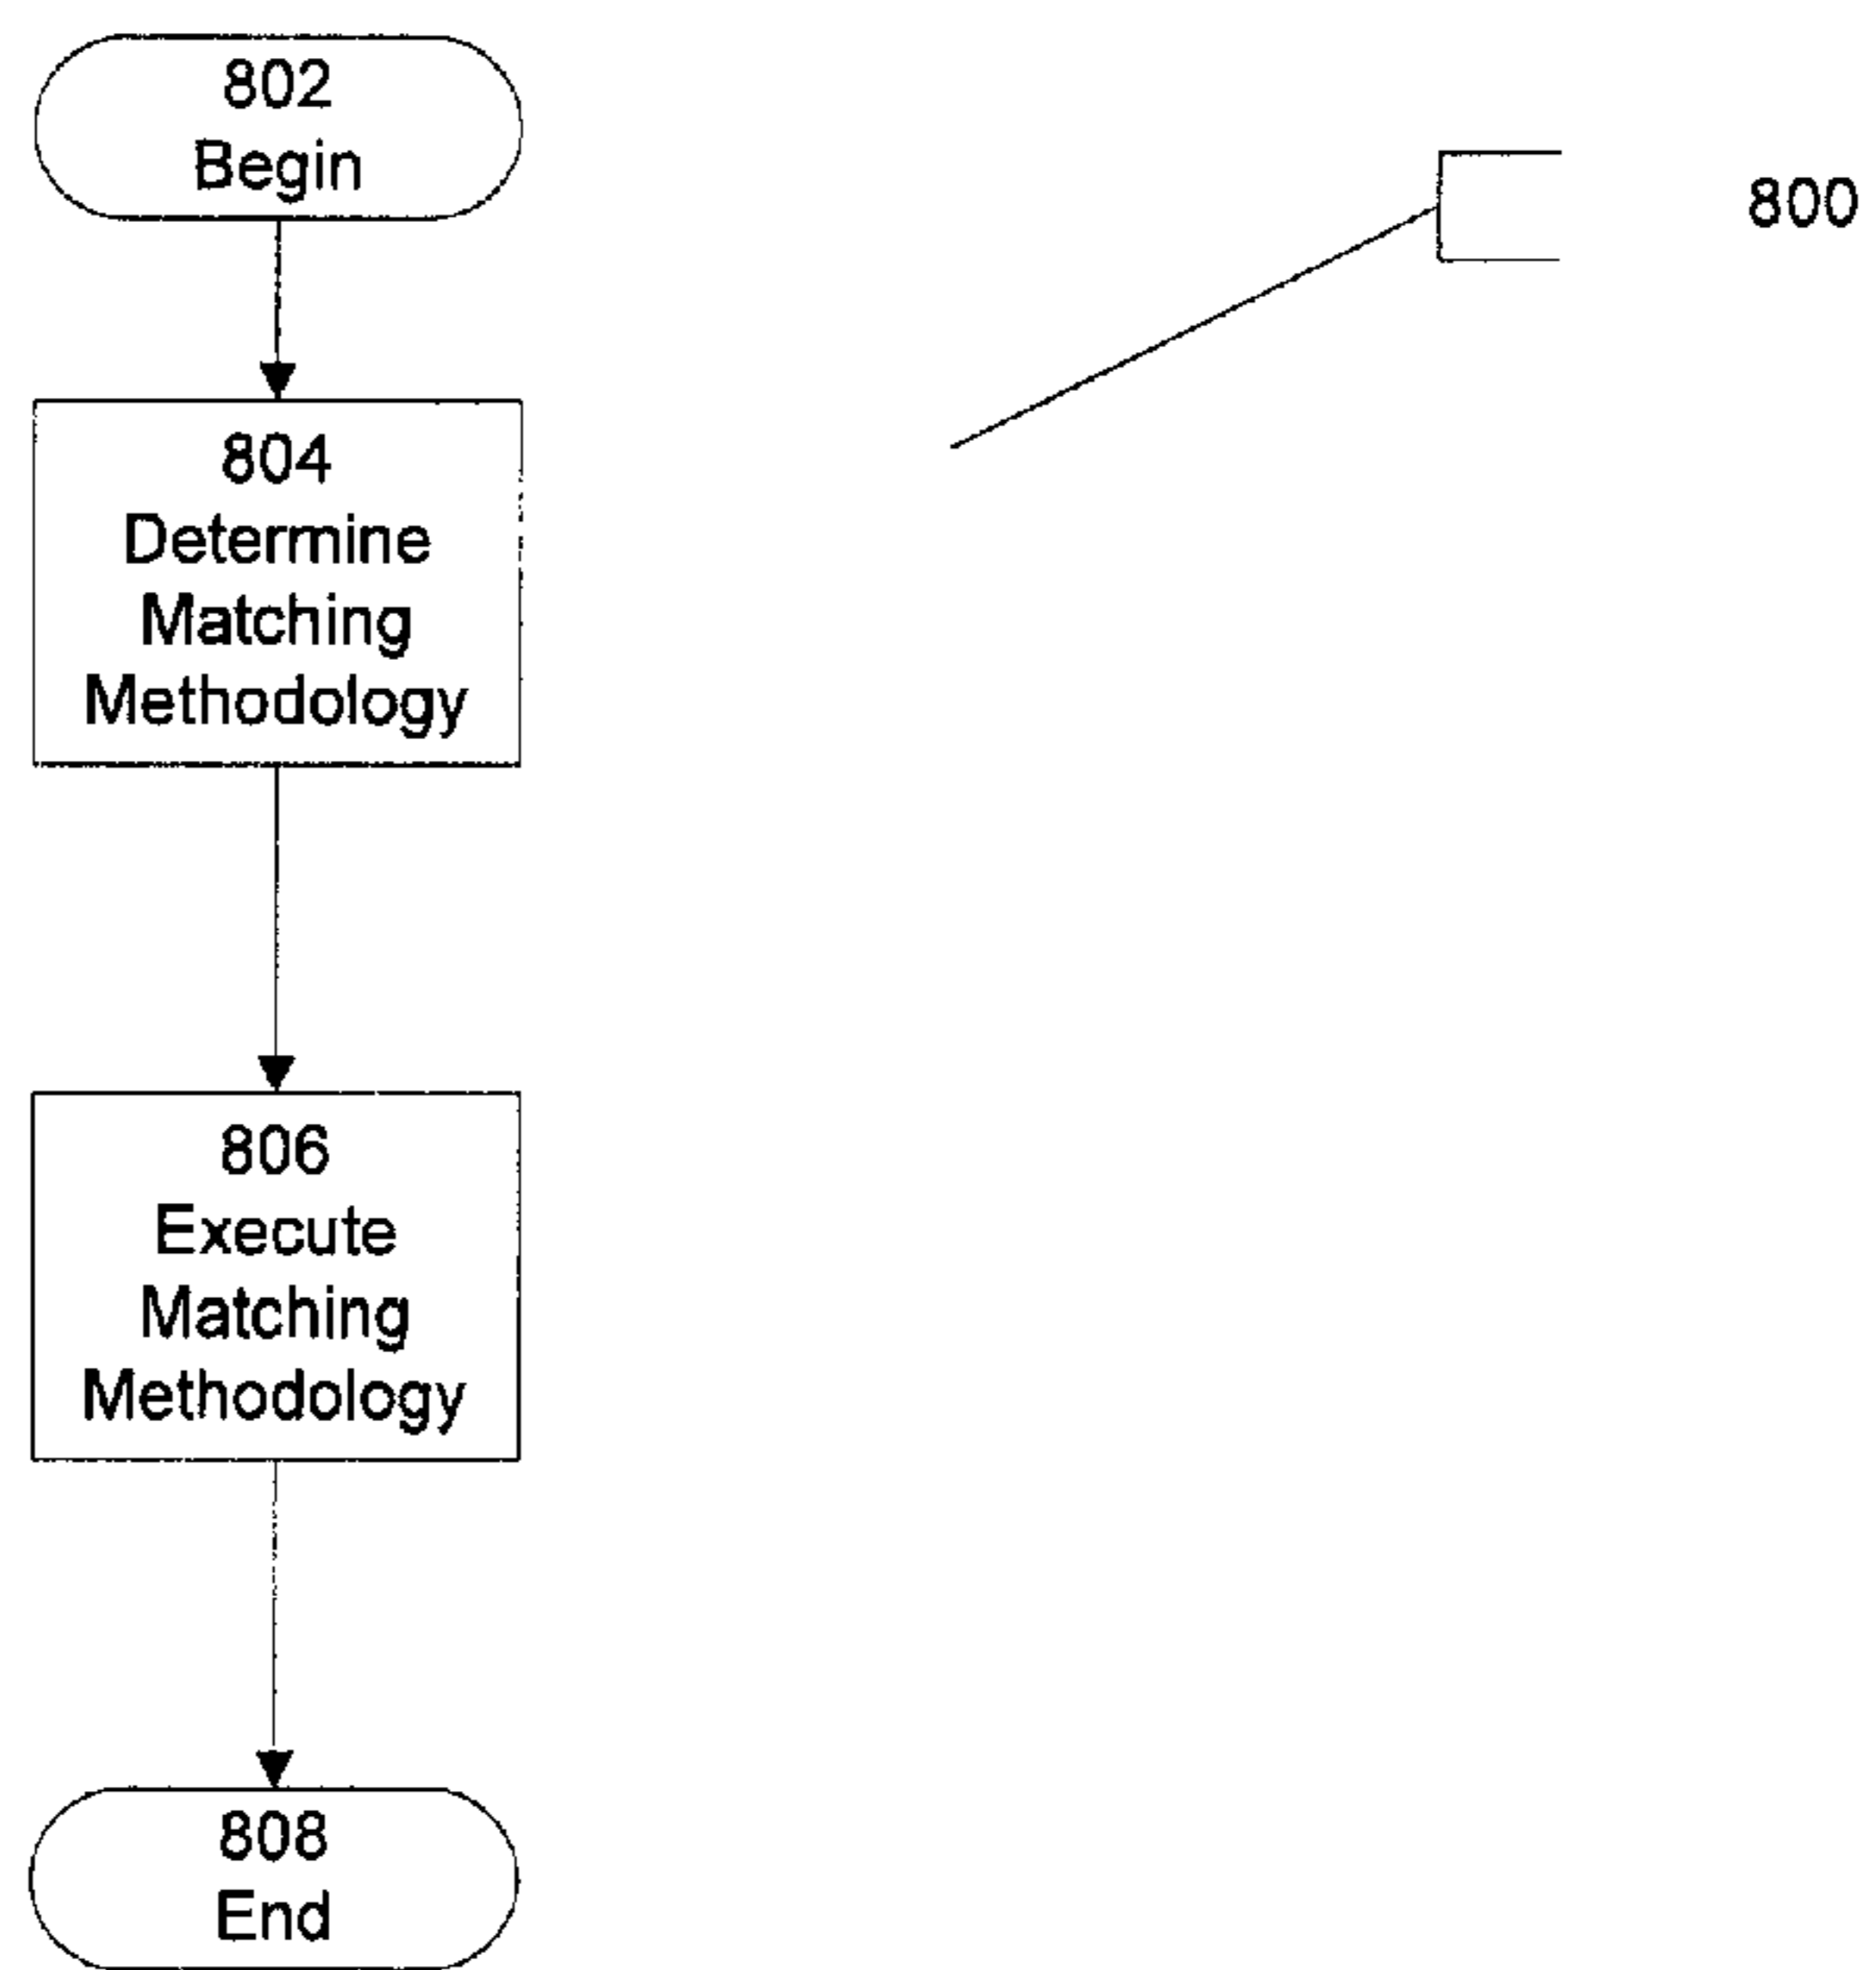 802
Begin
800
804
Determine
Matching
Methodology
806
Execute
Matching
Methodology
808
End